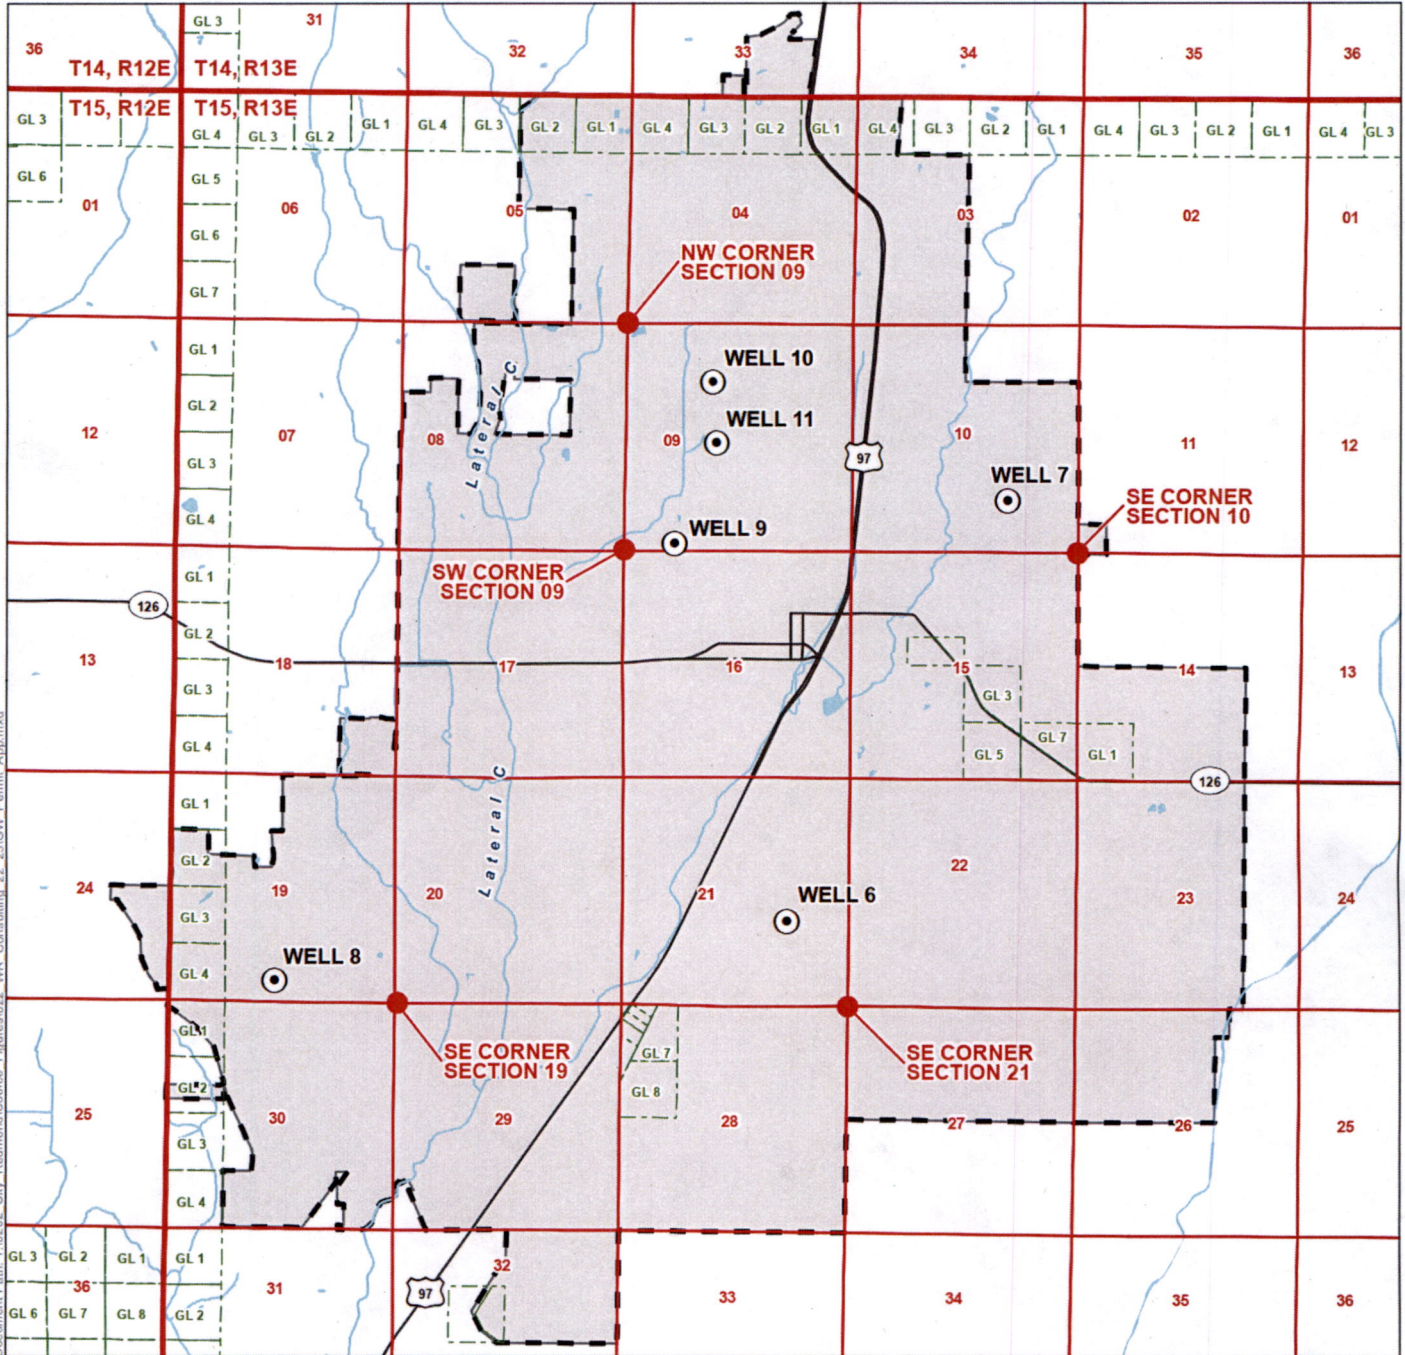 GL 3
31
36
32
33
34
35
36
T14, R12E
T14, R13E
T15, R12E
T15, R13E
GL 3
GL 4
GL 3
GL 2
GL 1
GL 4
GL 3
GL 2
GL 1
GL 4
GL 3
GL 2
GL 1
GL 4
GL 3
GL 2
GL 1
GL 4
GL 3
GL 2
GL 1
GL 4
GL 3
GL 6
GL 5
01
06
05
04
03
02
01
GL 6
NW CORNER
SECTION 09
GL 7
GL 1
WELL 10
Lateral C
GL 2
WELL 11
12
07
08
09
10
11
12
GL 3
97
WELL 7
SE CORNER
SECTION 10
GL 4
WELL 9
SW CORNER
SECTION 09
GL 1
126
GL 2
13
18
17
16
15
14
13
GL 3
GL 3
GL 4
GL 5
GL 7
GL 1
126
Lateral C
GL 1
GL 2
24
19
20
21
22
23
24
GL 3
WELL 6
WELL 8
GL 4
GL 1
SE CORNER
SECTION 19
GL 7
SE CORNER
SECTION 21
GL 2
GL 8
25
30
29
28
27
26
25
GL 3
GL 4
GL 3
GL 2
GL 1
GL 1
36
31
32
33
34
35
36
97
GL 6
GL 7
GL 8
GL 2